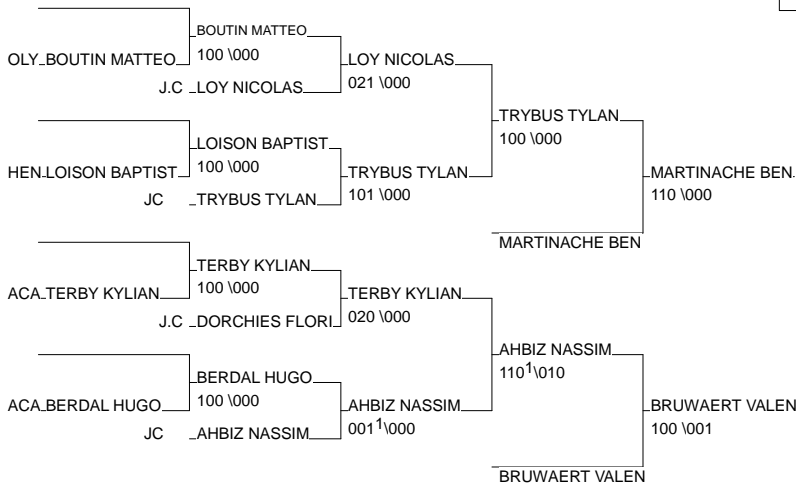 BOUTIN MATTEO
OLY BOUTIN MATTEO
100 \000
LOY NICOLAS
J.C LOY NICOLAS
021 \000
TRYBUS TYLAN
100 \000
LOISON BAPTIST
HEN LOISON BAPTIST
100 \000
TRYBUS TYLAN
MARTINACHE BEN
JC TRYBUS TYLAN
101 \000
110 \000
MARTINACHE BEN
TERBY KYLIAN
ACA TERBY KYLIAN
100 \000
TERBY KYLIAN
J.C DORCHIES FLORI
020 \000
AHBIZ NASSIM
110¹\010
BERDAL HUGO
ACA BERDAL HUGO
100 \000
AHBIZ NASSIM
BRUWAERT VALEN
JC AHBIZ NASSIM
001¹\000
100 \001
BRUWAERT VALEN